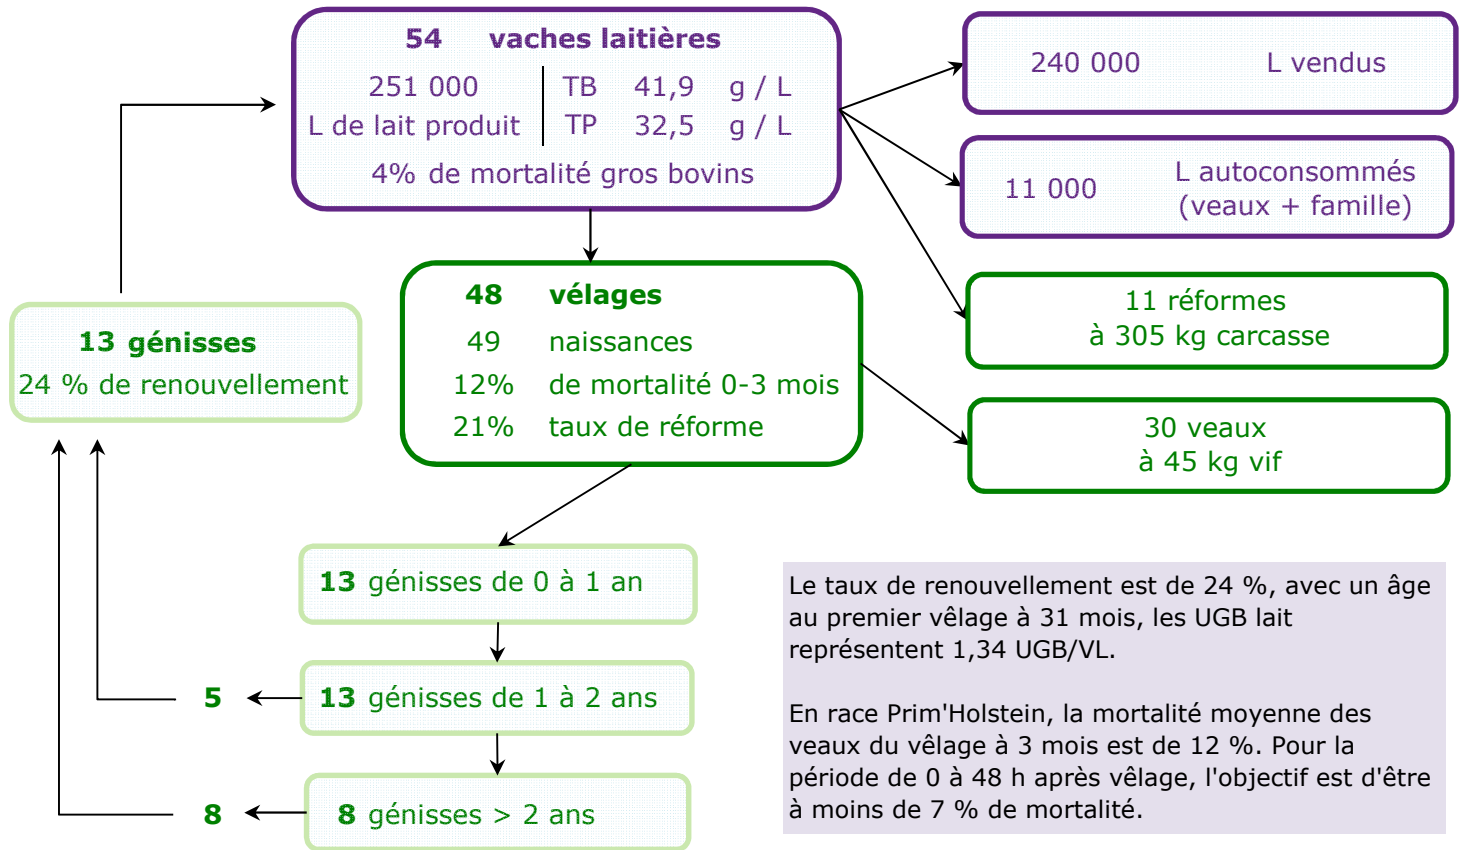 54 vaches laitières
251 000 TB 41,9 g / L
L de lait produit TP 32,5 g / L
4% de mortalité gros bovins
240 000 L vendus
11 000 L autoconsommés
(veaux + famille)
48 vélages
49 naissances
12% de mortalité 0-3 mois
21% taux de réforme
11 réformes
à 305 kg carcasse
13 génisses
24 % de renouvellement
30 veaux
à 45 kg vif
13 génisses de 0 à 1 an
5 13 génisses de 1 à 2 ans
8 8 génisses > 2 ans
Le taux de renouvellement est de 24 %, avec un âge
au premier vêlage à 31 mois, les UGB lait
représentent 1,34 UGB/VL.
En race Prim'Holstein, la mortalité moyenne des
veaux du vêlage à 3 mois est de 12 %. Pour la
période de 0 à 48 h après vêlage, l'objectif est d'être
à moins de 7 % de mortalité.